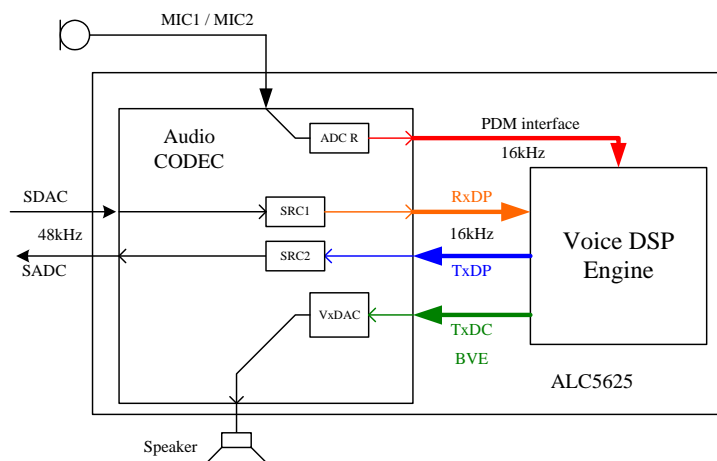 MIC1 / MIC2
Audio
CODEC
ADC R
PDM interface
16kHz
SDAC
SRC1
RxDP
48kHz
16kHz
SADC
SRC2
TxDP
Voice DSP
Engine
VxDAC
TxDC
BVE
ALC5625
Speaker